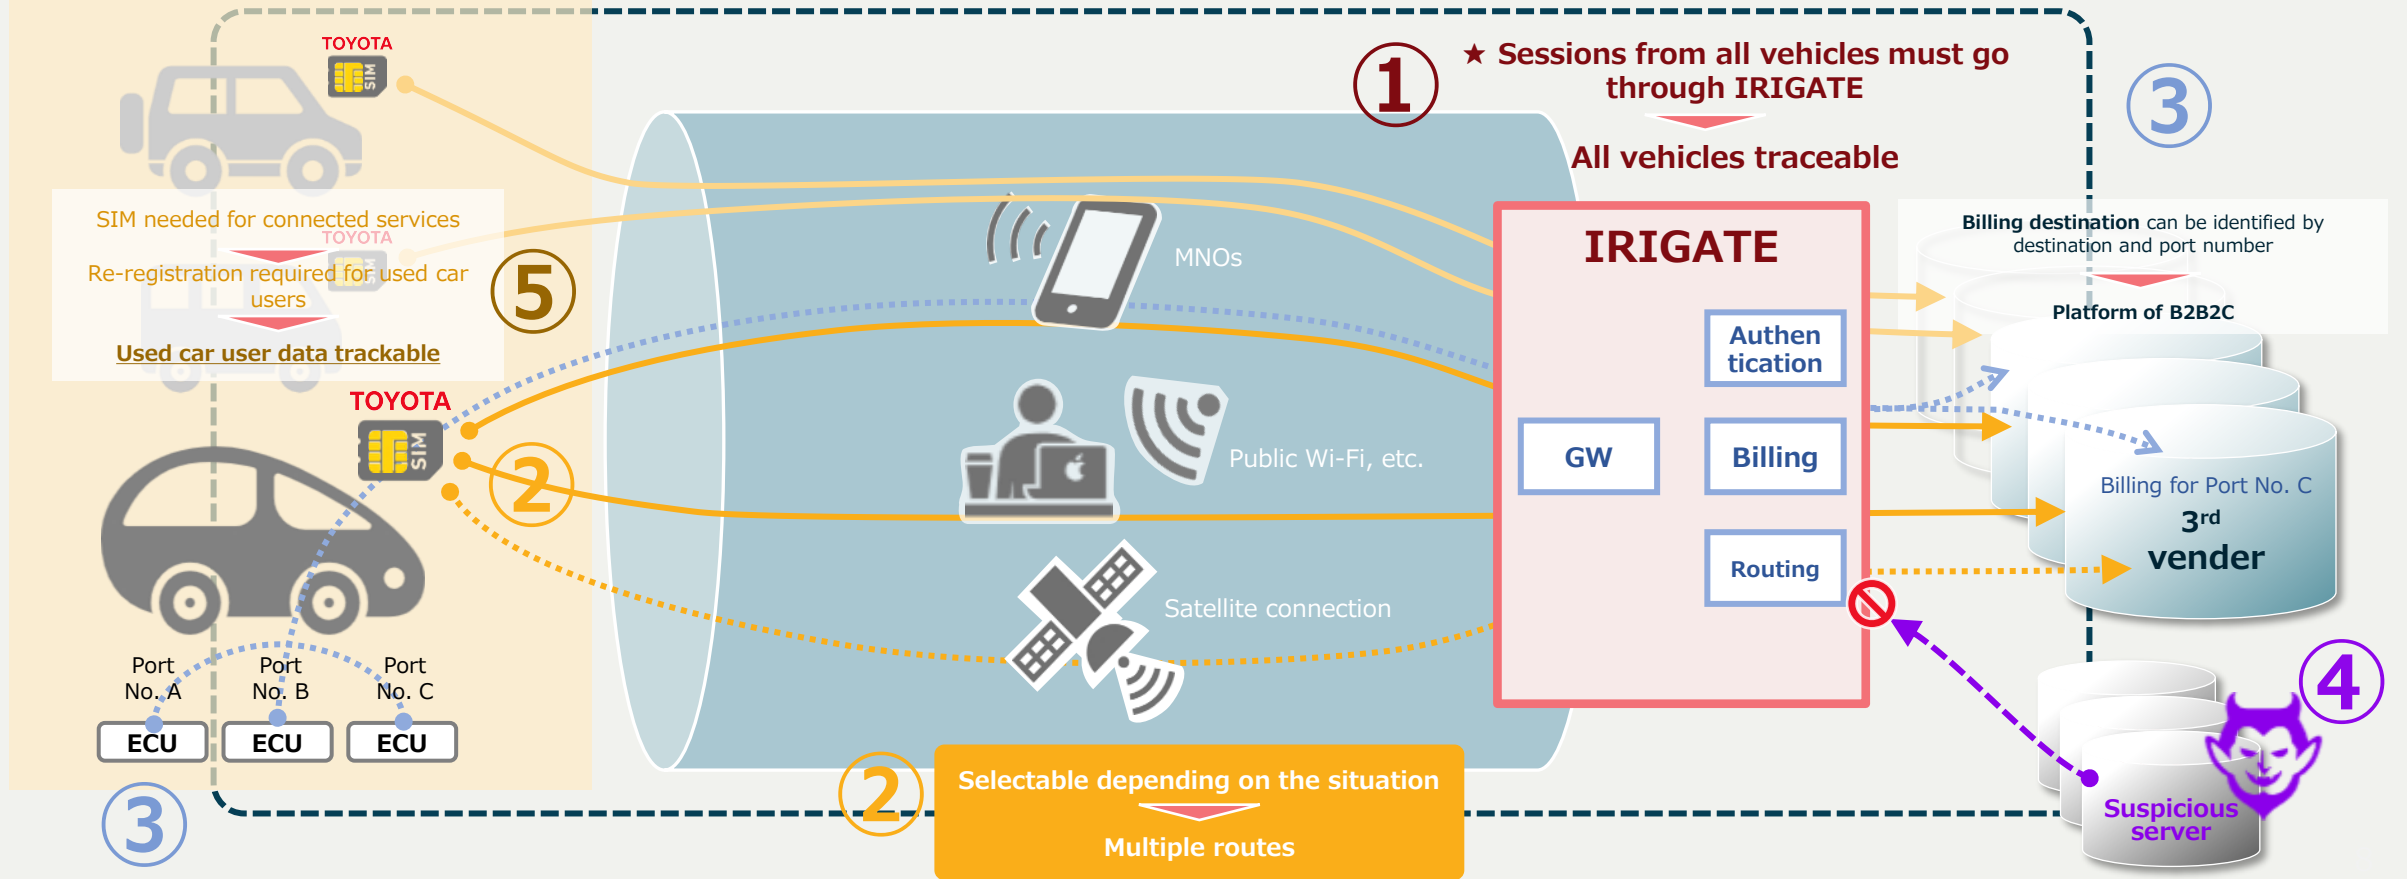 TOYOTA
SIM
①
★ Sessions from all vehicles must go
through IRIGATE
All vehicles traceable
③
SIM needed for connected services
TOYOTA
SIM
Re-registration required for used car
users
Used car user data trackable
⑤
MNOs
IRIGATE
Authen
tication
GW
Billing
Routing
Billing destination can be identified by
destination and port number
Platform of B2B2C
TOYOTA
SIM
②
Public Wi-Fi, etc.
Satellite connection
Billing for Port No. C
3rd
vender
Port
No. A
Port
No. B
Port
No. C
ECU
ECU
ECU
③
②
Selectable depending on the situation
Multiple routes
④
Suspicious
server